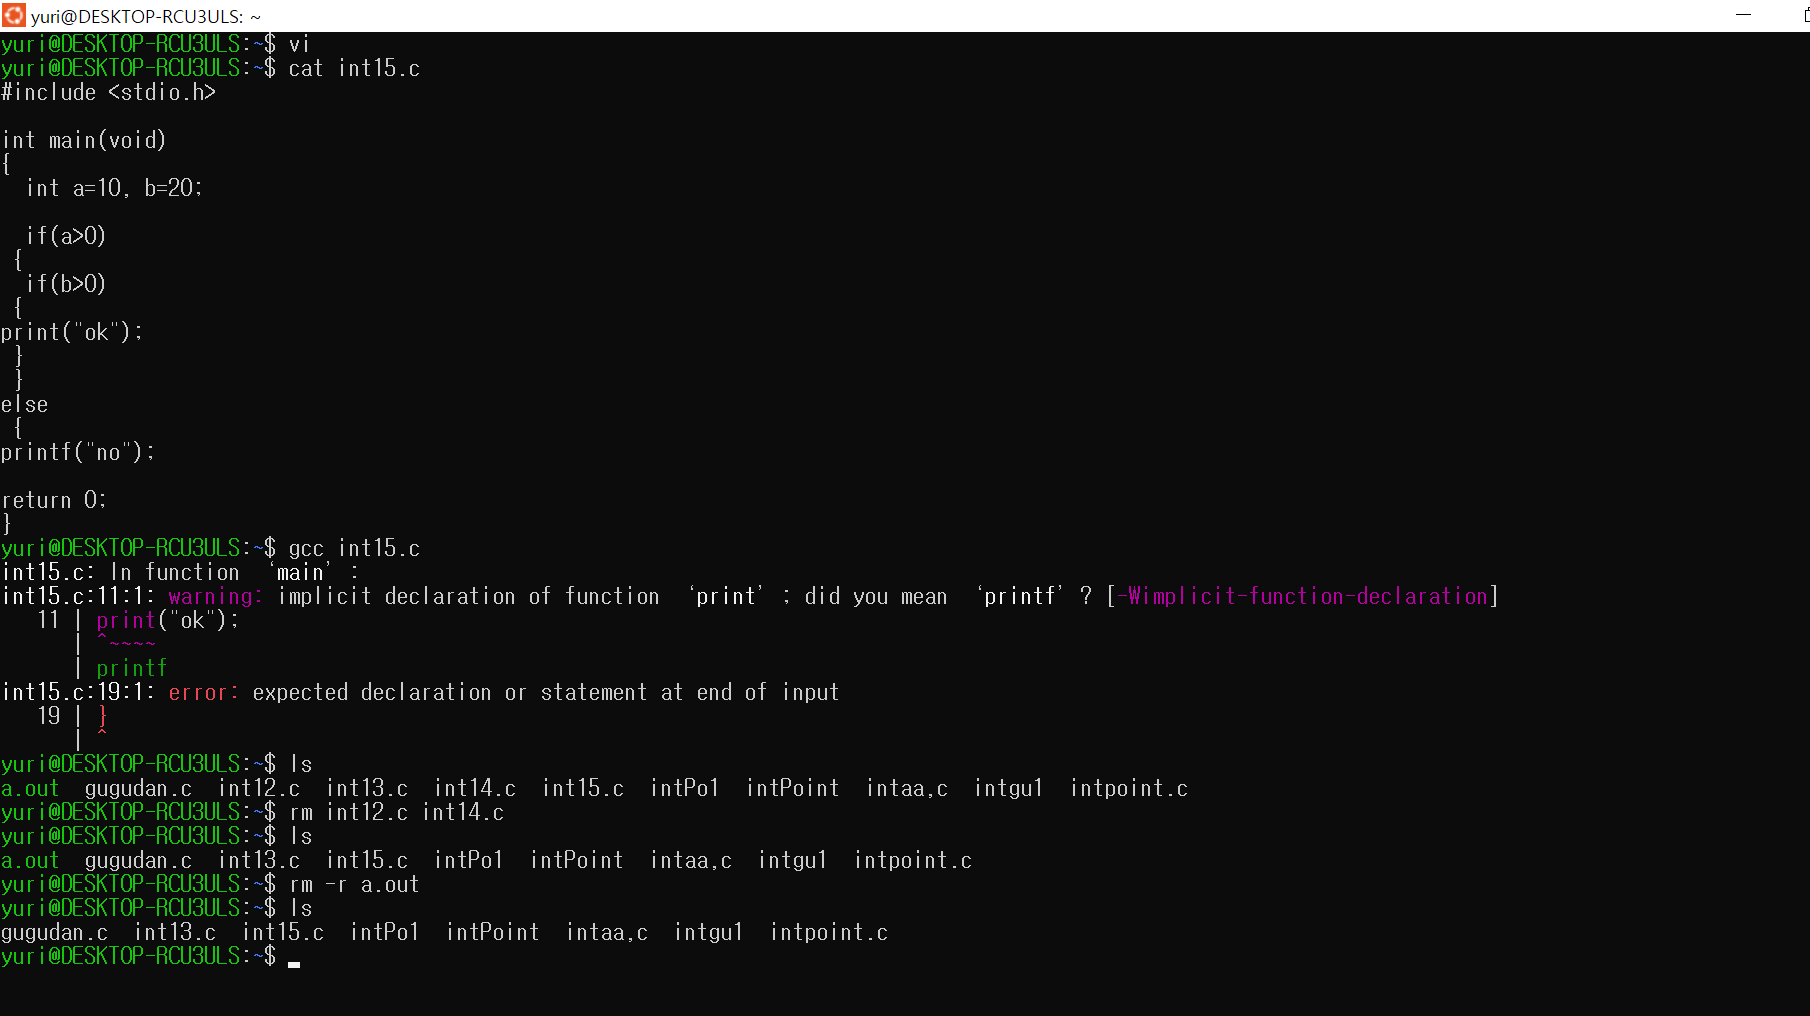 yuri@DESKTOP-RCU3ULS: ~
yuri@DESKTOP-RCU3ULS:~$ vi
yuri@DESKTOP-RCU3ULS:~$ cat int15.c
#include <stdio.h>
int main(void)
{
  int a=10, b=20;
  if(a>0)
 {
  if(b>0)
 {
print("ok");
 }
 }
else
 {
printf("no");
return 0;
}
yuri@DESKTOP-RCU3ULS:~$ gcc int15.c
int15.c: In function ‘main’:
int15.c:11:1: warning: implicit declaration of function ‘print’; did you mean ‘printf’? [-Wimplicit-function-declaration]
   11 | print("ok");
      | ^~~~~
      | printf
int15.c:19:1: error: expected declaration or statement at end of input
   19 | }
      | ^
yuri@DESKTOP-RCU3ULS:~$ ls
a.out  gugudan.c  int12.c  int13.c  int14.c  int15.c  intPo1  intPoint  intaa,c  intgu1  intpoint.c
yuri@DESKTOP-RCU3ULS:~$ rm int12.c int14.c
yuri@DESKTOP-RCU3ULS:~$ ls
a.out  gugudan.c  int13.c  int15.c  intPo1  intPoint  intaa,c  intgu1  intpoint.c
yuri@DESKTOP-RCU3ULS:~$ rm -r a.out
yuri@DESKTOP-RCU3ULS:~$ ls
gugudan.c  int13.c  int15.c  intPo1  intPoint  intaa,c  intgu1  intpoint.c
yuri@DESKTOP-RCU3ULS:~$